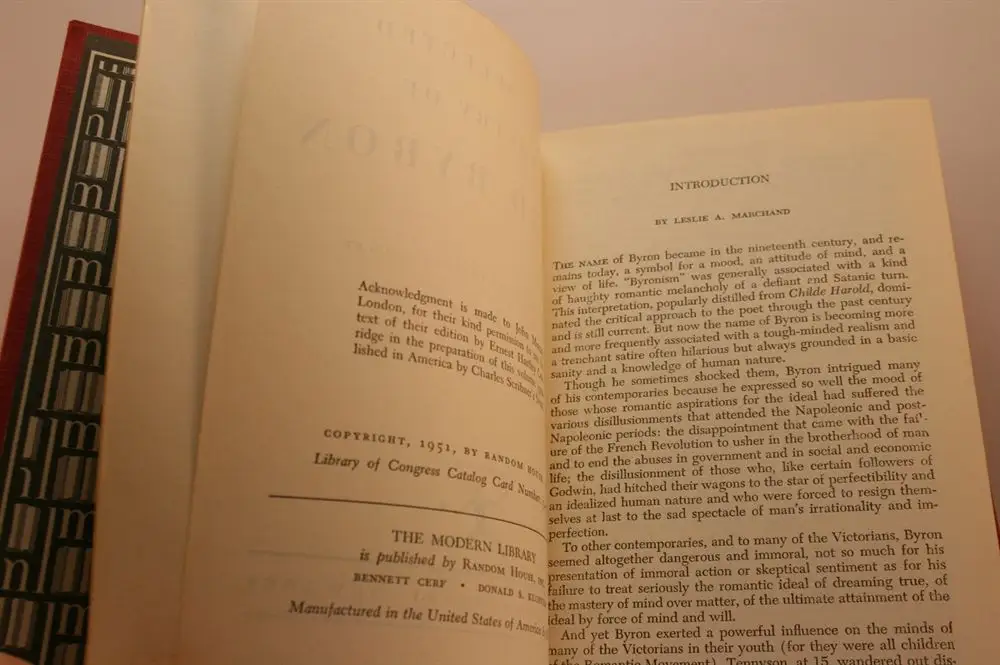 Acknowledgment is made to John
London, for their kind permission to
text of their edition by Ernest Hartley
ridge in the preparation of this
lished in America by Charles Scribner's
COPYRIGHT, 1951, BY RANDOM HOUSE
Library of Congress Catalog Card Number
THE MODERN LIBRARY
is published by RANDOM HOUSE, INC.
BENNETT CERF • DONALD S.
Manufactured in the United States of America
INTRODUCTION
BY LESLIE A. MARCHAND
THE NAME of Byron became in the nineteenth century, and re-
mains today, a symbol for a mood, an attitude of mind, and a
view of life. "Byronism" was generally associated with a kind
of haughty romantic melancholy of a defiant and Satanic turn.
This interpretation, popularly distilled from Childe Harold, domi-
nated the critical approach to the poet through the past century
and is still current. But now the name of Byron is becoming more
and more frequently associated with a tough-minded realism and
a trenchant satire often hilarious but always grounded in a basic
sanity and a knowledge of human nature.
Though he sometimes shocked them, Byron intrigued many
of his contemporaries because he expressed so well the mood of
those whose romantic aspirations for the ideal had suffered the
various disillusionments that attended the Napoleonic and post-
Napoleonic periods: the disappointment that came with the fail-
ure of the French Revolution to usher in the brotherhood of man
and to end the abuses in government and in social and economic
life; the disillusionment of those who, like certain followers of
Godwin, had hitched their wagons to the star of perfectibility and
an idealized human nature and who were forced to resign them-
selves at last to the sad spectacle of man's irrationality and im-
perfection.
To other contemporaries, and to many of the Victorians, Byron
seemed altogether dangerous and immoral, not so much for his
presentation of immoral action or skeptical sentiment as for his
failure to treat seriously the romantic ideal of dreaming true, of
the mastery of mind over matter, of the ultimate attainment of the
ideal by force of mind and will.
And yet Byron exerted a powerful influence on the minds of
many of the Victorians in their youth (for they were all children
of the Romantic Movement). Tennyson, at 15, wandered out dis-